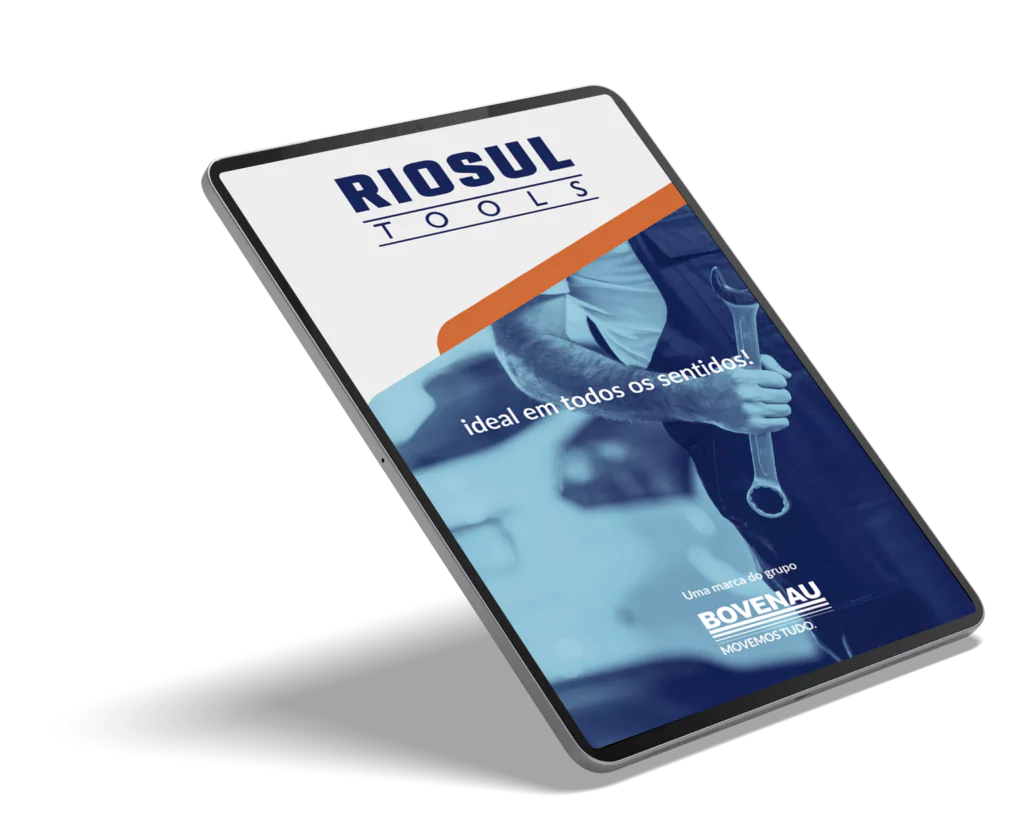 RIOSUL
TOOLS
ideal em todos os sentidos!
Uma marca do grupo
BOVENAU
MOVEMOS TUDO.